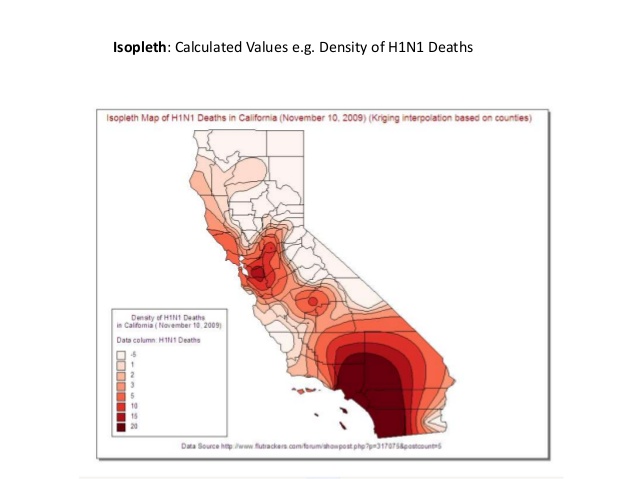 Isopleth: Calculated Values e.g. Density of H1N1 Deaths
Isopleth Map of H1N1 Deaths in California (November 10, 2009) (Kriging interpolation based on counties)
Density of H1N1 Deaths
in California ( November 10, 2009)
Data column: H1N1 Deaths
-5
1
2
3
5
10
15
20
Data Source http://www.flutrackers.com/forum/showpost.php?p=317075&postcount=5